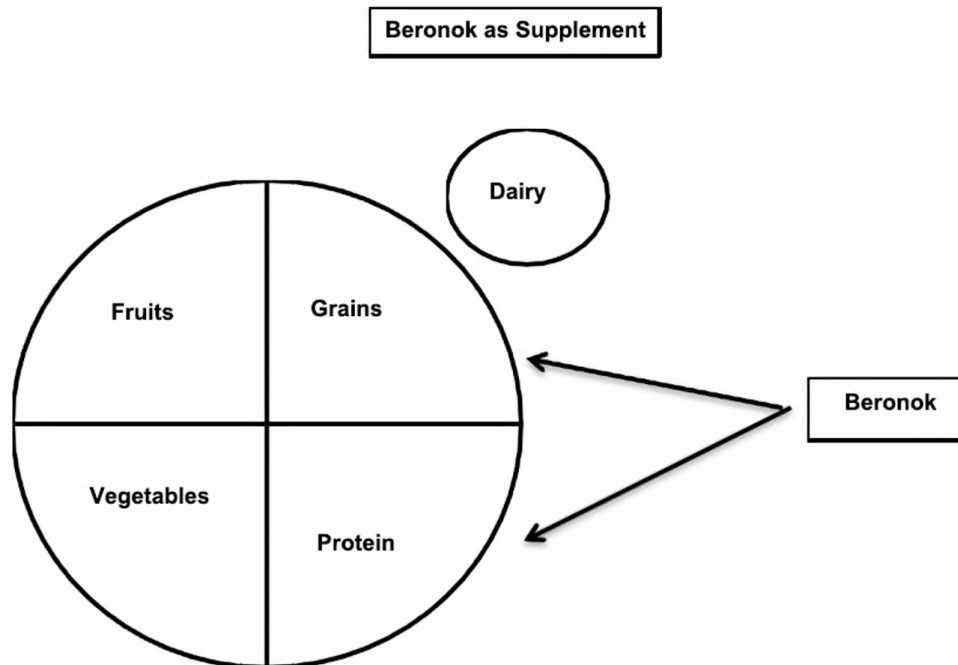 Beronok as Supplement
Dairy
Fruits
Grains
Beronok
Vegetables
Protein